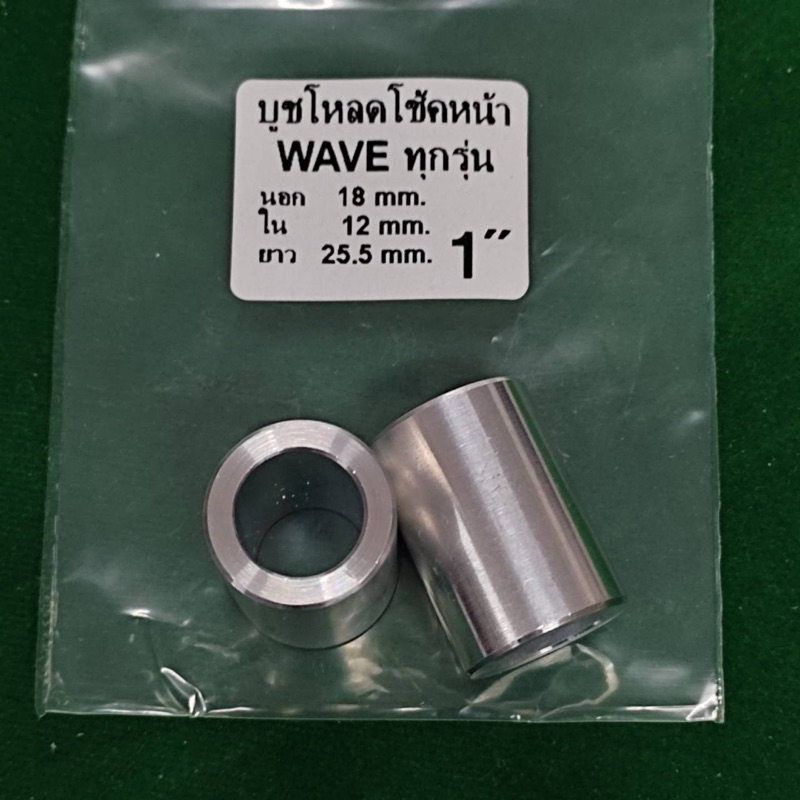 บูชโหลดโช้คหน้า
WAVE ทุกรุ่น
นอก 18 mm.
ใน 12 mm.
ยาว 25.5 mm.
1˝